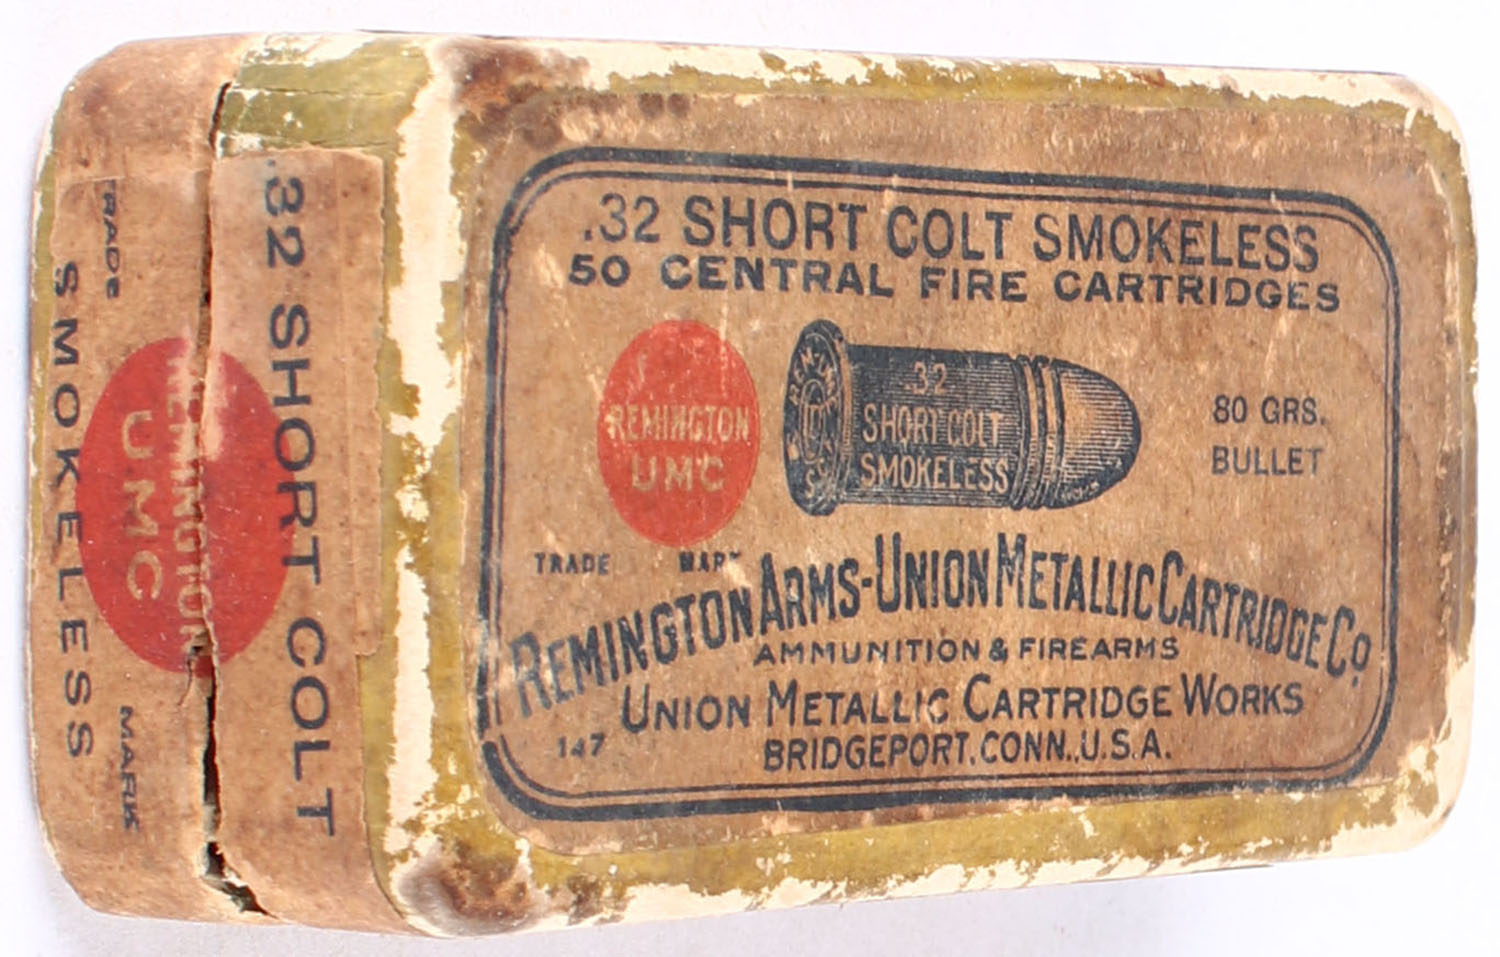 .32 SHORT COLT SMOKELESS
50 CENTRAL FIRE CARTRIDGES
REMINGTON
UMC
TRADE MARK
.32
SHORT COLT
SMOKELESS
80 GRS.
BULLET
REMINGTON ARMS-UNION METALLIC CARTRIDGE CO.
AMMUNITION & FIREARMS
UNION METALLIC CARTRIDGE WORKS
147
BRIDGEPORT, CONN., U.S.A.
.32 SHORT COLT
REMINGTON
UMC
TRADE MARK
SMOKELESS